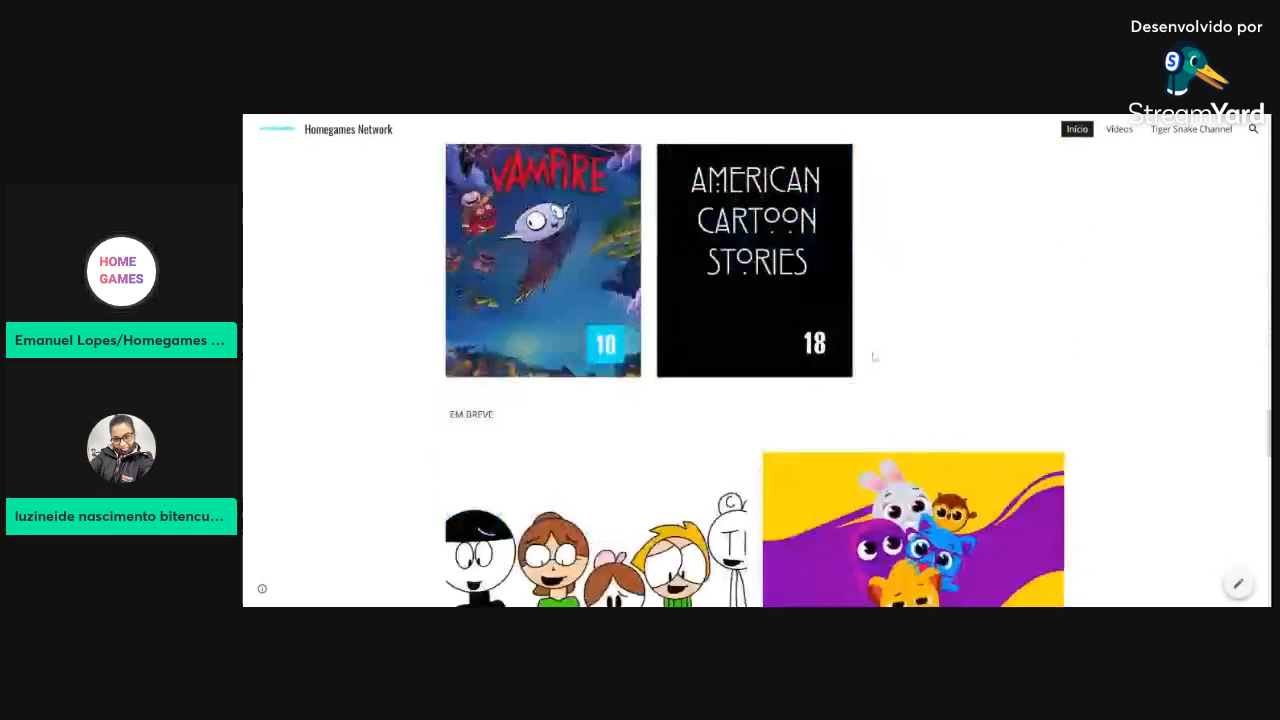 Desenvolvido por
S
StreamYard
Homegames Network
Início
Vídeos
Tiger Snake Channel
VAMPIRE
10
AMERICAN
CARTOON
STORIES
18
EM BREVE
C
HOME
GAMES
Emanuel Lopes/Homegames ...
luzineide nascimento bitencu...